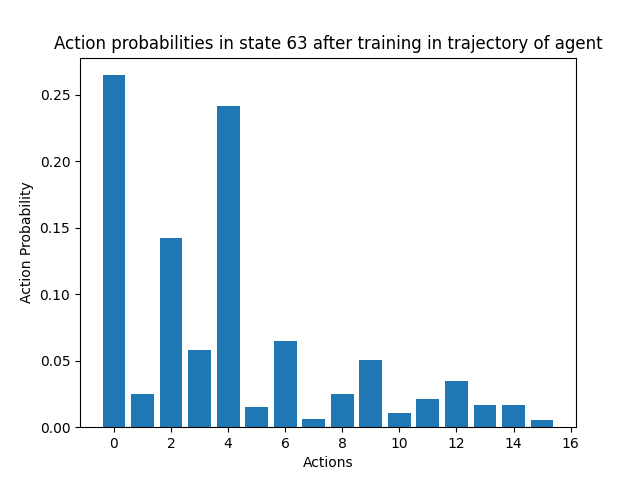 Action probabilities in state 63 after training in trajectory of agent
0.25
0.20
0.15
0.10
0.05
0.00
Action Probability
0 2 4 6 8 10 12 14 16
Actions